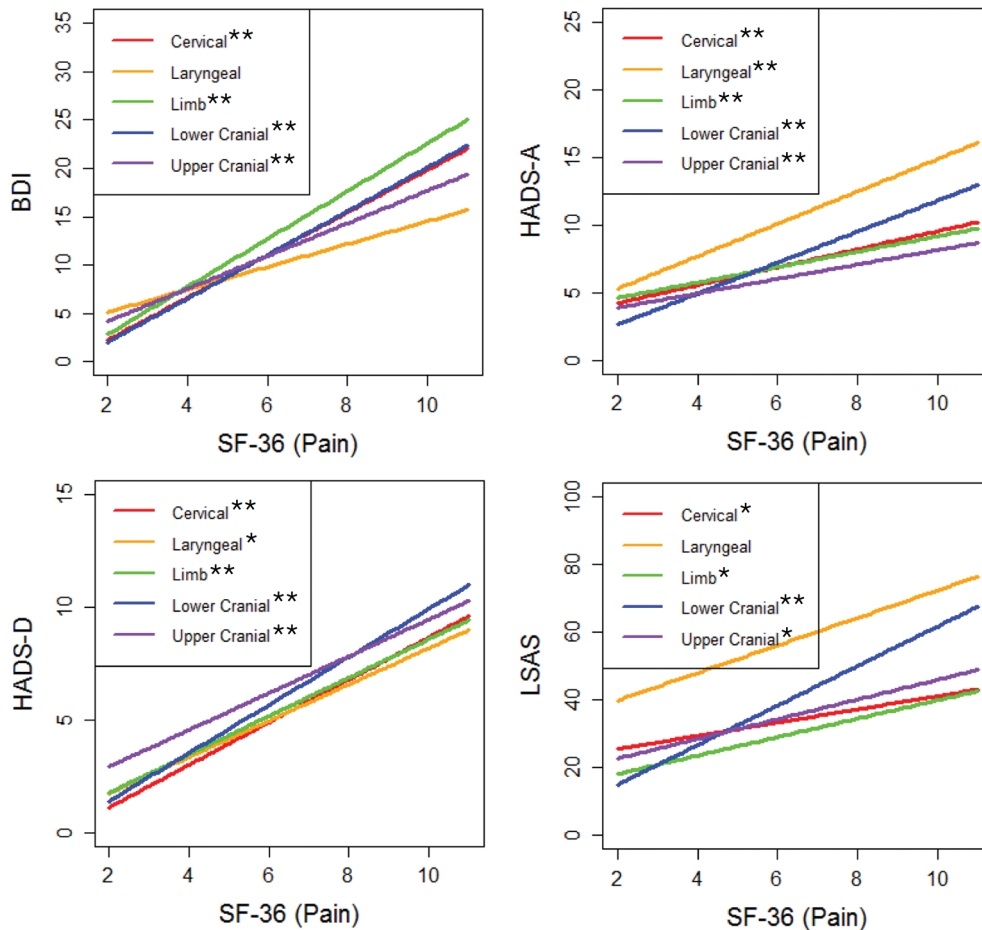 35
30
25
20
15
10
5
0
BDI
Cervical**
Laryngeal
Limb**
Lower Cranial**
Upper Cranial**
2 4 6 8 10
SF-36 (Pain)
25
20
15
10
5
0
HADS-A
Cervical**
Laryngeal**
Limb**
Lower Cranial**
Upper Cranial**
2 4 6 8 10
SF-36 (Pain)
15
10
5
0
HADS-D
Cervical**
Laryngeal*
Limb**
Lower Cranial**
Upper Cranial**
2 4 6 8 10
SF-36 (Pain)
100
80
60
40
20
0
LSAS
Cervical*
Laryngeal
Limb*
Lower Cranial**
Upper Cranial*
2 4 6 8 10
SF-36 (Pain)